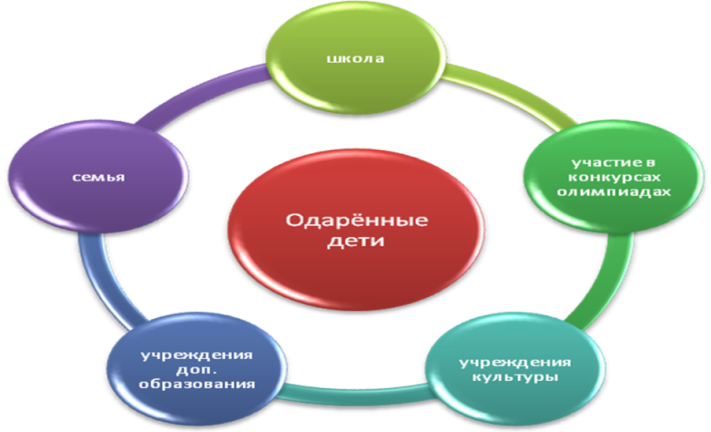 школа
участие в
конкурсах
олимпиадах
учреждения
культуры
учреждения
доп.
образования
семья
Одарённые
дети